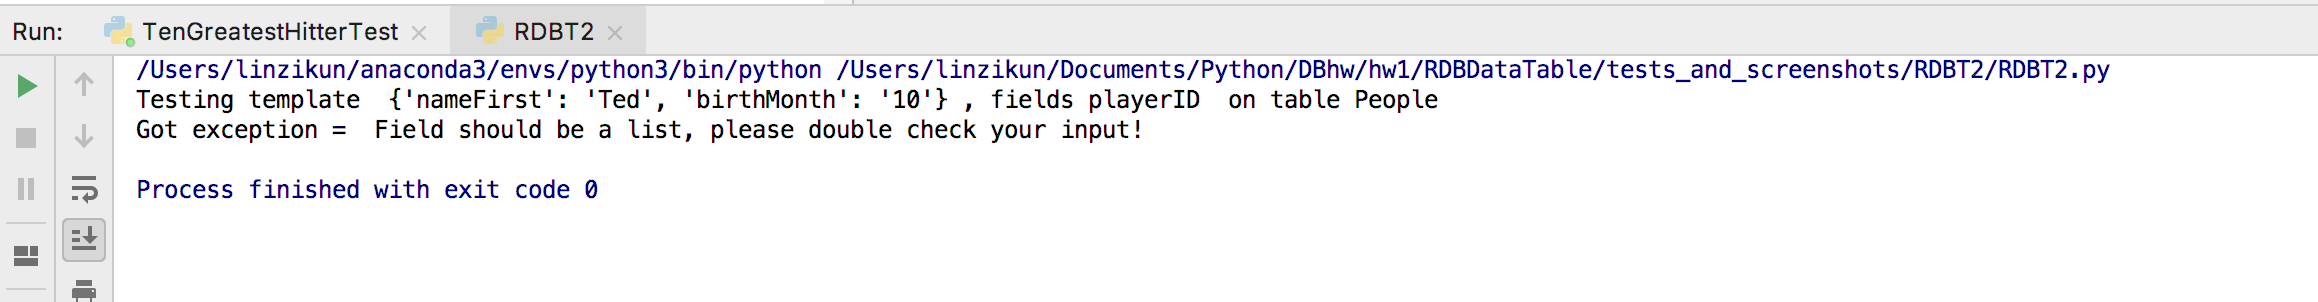 Run: TenGreatestHitterTest RDBT2
/Users/linzikun/anaconda3/envs/python3/bin/python /Users/linzikun/Documents/Python/DBhw/hw1/RDBDataTable/tests_and_screenshots/RDBT2/RDBT2.py
Testing template  {'nameFirst': 'Ted', 'birthMonth': '10'} , fields playerID  on table People
Got exception =  Field should be a list, please double check your input!
Process finished with exit code 0